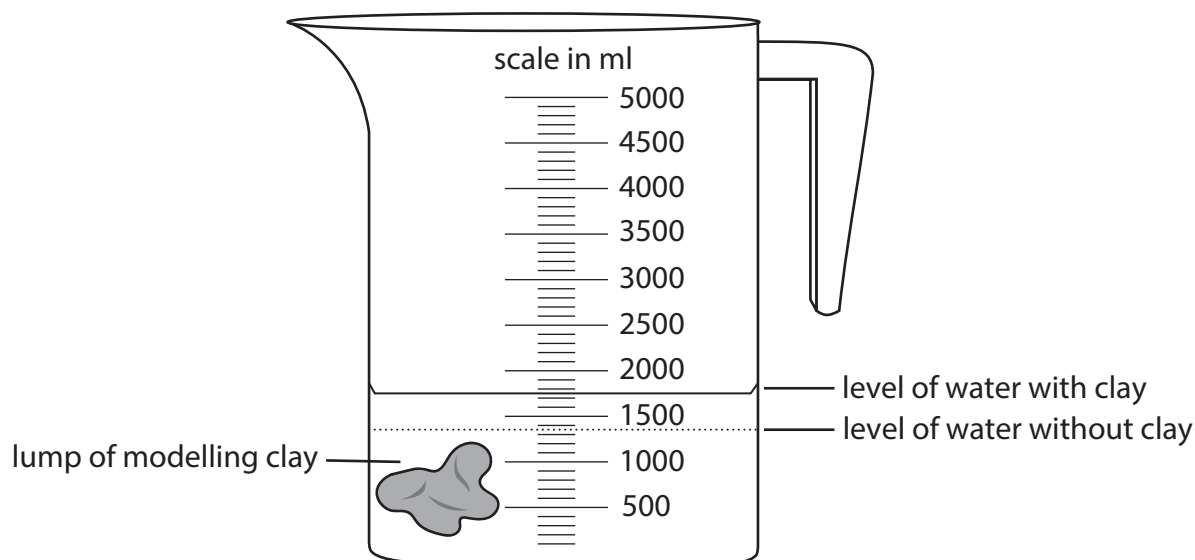 scale in ml
5000
4500
4000
3500
3000
2500
2000
level of water with clay
1500
level of water without clay
lump of modelling clay
1000
500